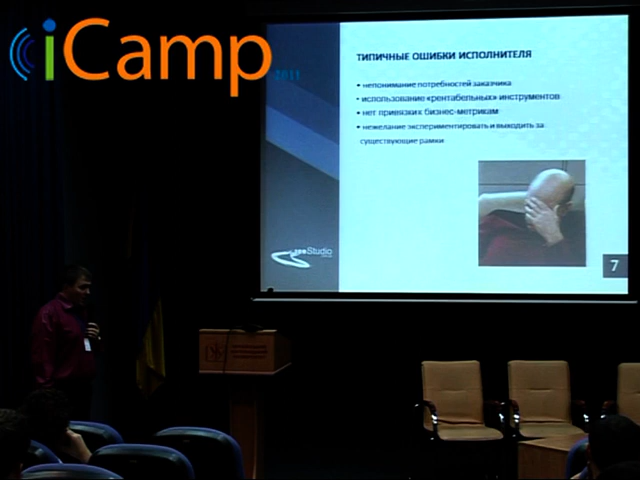 iCamp
2011
ТИПИЧНЫЕ ОШИБКИ ИСПОЛНИТЕЛЯ
• непонимание потребностей заказчика
• использование «рентабельных» инструментов
• нет привязких бизнес-метрикам
• нежелание экспериментировать и выходить за
существующие рамки
Studio
7